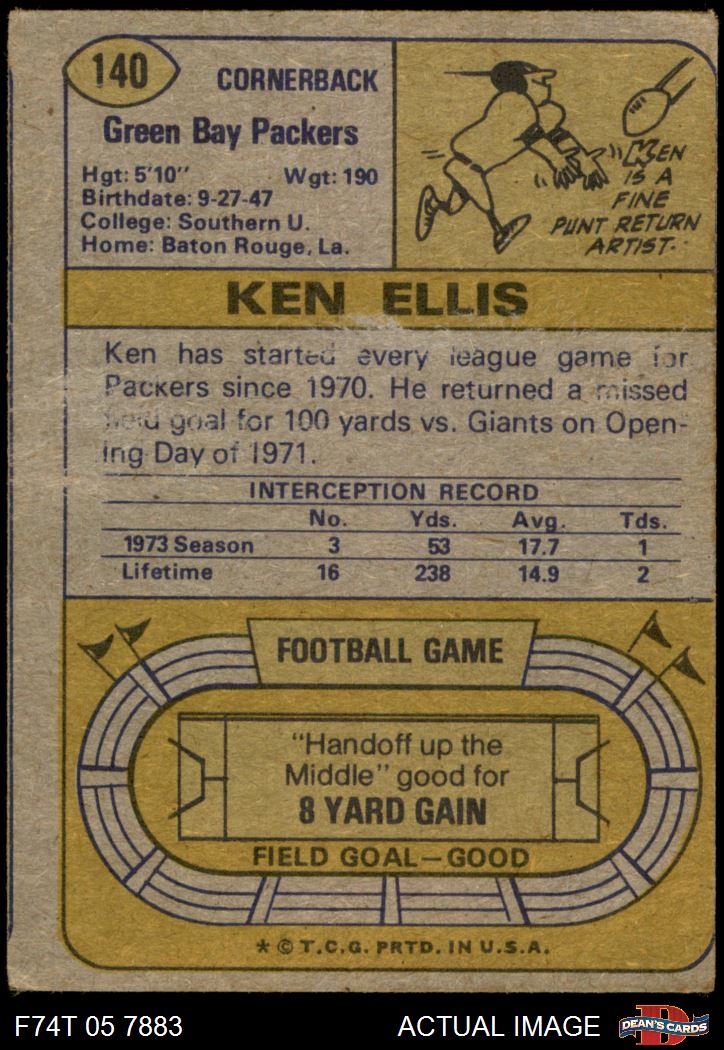 140
CORNERBACK
Green Bay Packers
Hgt: 5'10" Wgt: 190
Birthdate: 9-27-47
College: Southern U.
Home: Baton Rouge, La.
KEN
IS A
FINE
PUNT RETURN
ARTIST.
KEN ELLIS
Ken has started every league game for
Packers since 1970. He returned a missed
field goal for 100 yards vs. Giants on Open-
ing Day of 1971.
INTERCEPTION RECORD
No. Yds. Avg. Tds.
1973 Season 3 53 17.7 1
Lifetime 16 238 14.9 2
FOOTBALL GAME
"Handoff up the
Middle" good for
8 YARD GAIN
FIELD GOAL—GOOD
* © T.C.G. PRTD. IN U.S.A.
F74T 05 7883 ACTUAL IMAGE
D
DEAN'S CARDS